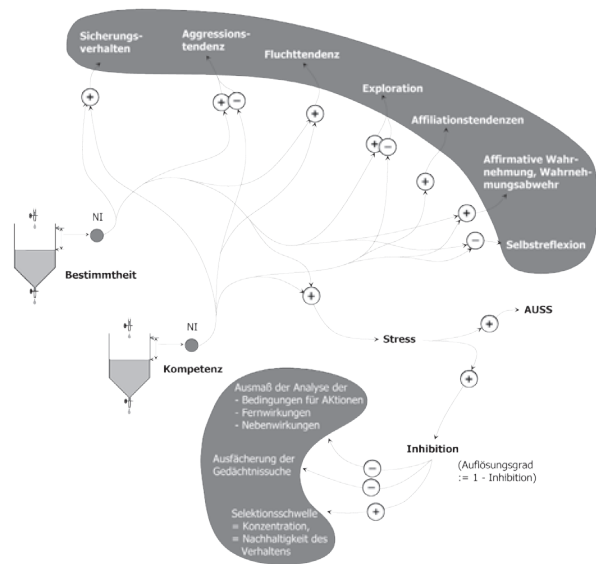 Sicherungs-
verhalten
Aggressions-
tendenz
Fluchttendenz
Exploration
Affiliationstendenzen
Affirmative Wahr-
nehmung, Wahrneh-
mungsabwehr
Selbstreflexion
NI
Bestimmtheit
NI
Kompetenz
Stress
AUSS
Inhibition
(Auflösungsgrad
:= 1 - Inhibition)
Ausmaß der Analyse der
- Bedingungen für AKtionen
- Fernwirkungen
- Nebenwirkungen
Ausfächerung der
Gedächtnissuche
Selektionsschwelle
= Konzentration,
= Nachhaltigkeit des
Verhaltens